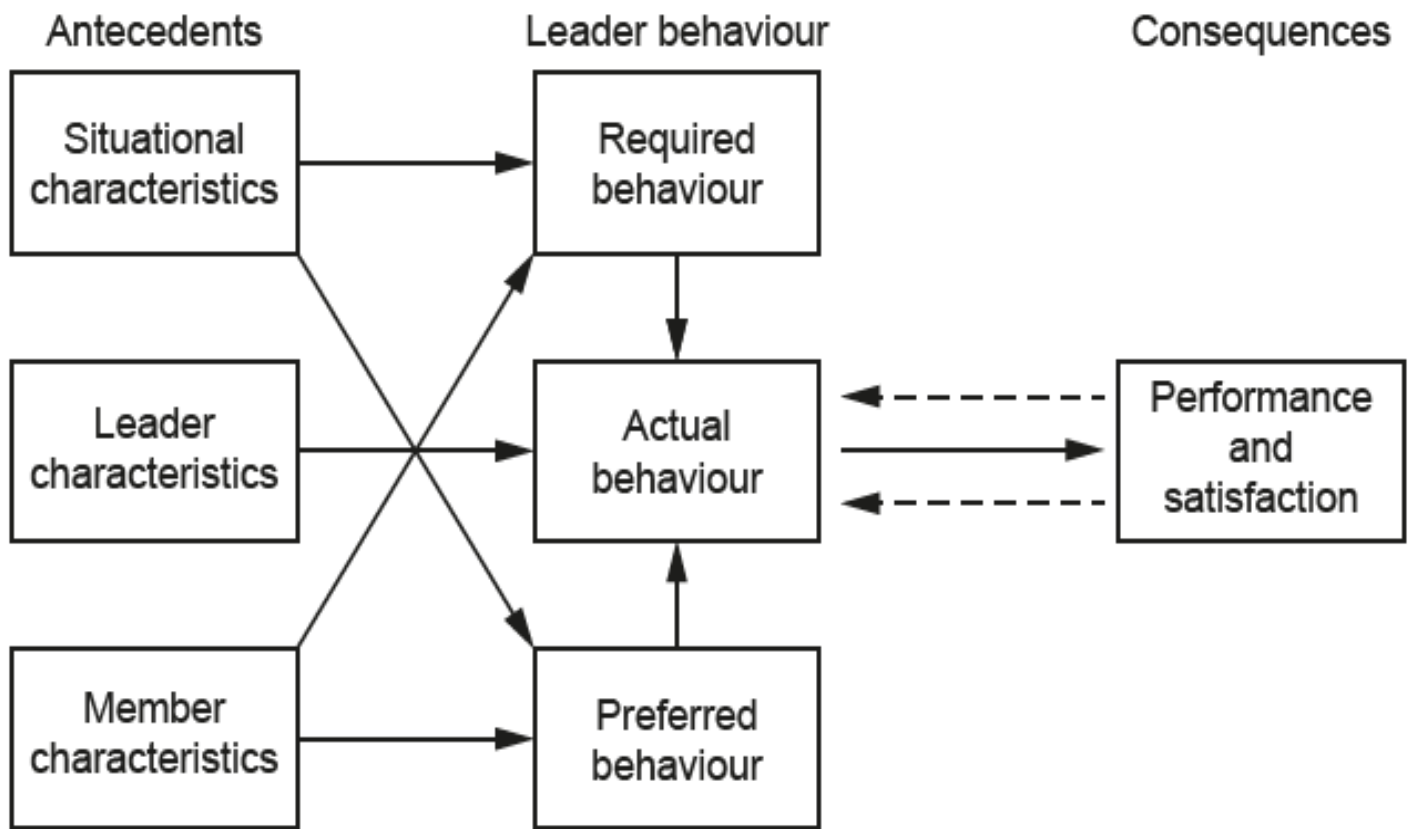 Antecedents
Leader behaviour
Consequences
Situational
characteristics
Required
behaviour
Leader
characteristics
Actual
behaviour
Performance
and
satisfaction
Member
characteristics
Preferred
behaviour